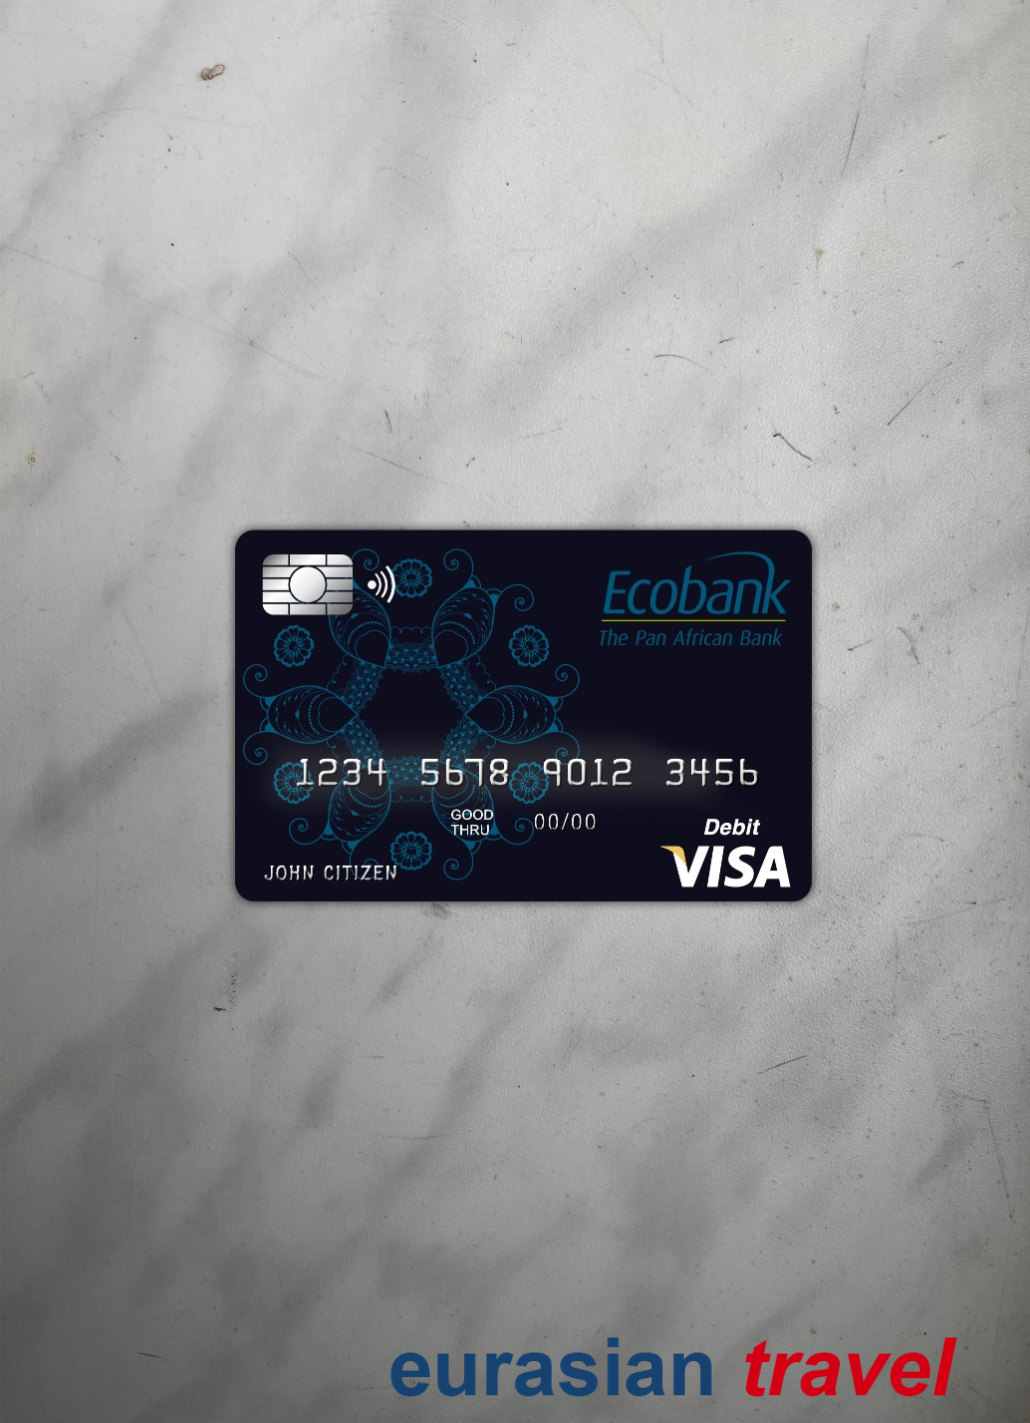 Ecobank
The Pan African Bank
1234 5678 9012 3456
GOOD
THRU
00/00
Debit
VISA
JOHN CITIZEN
eurasian travel